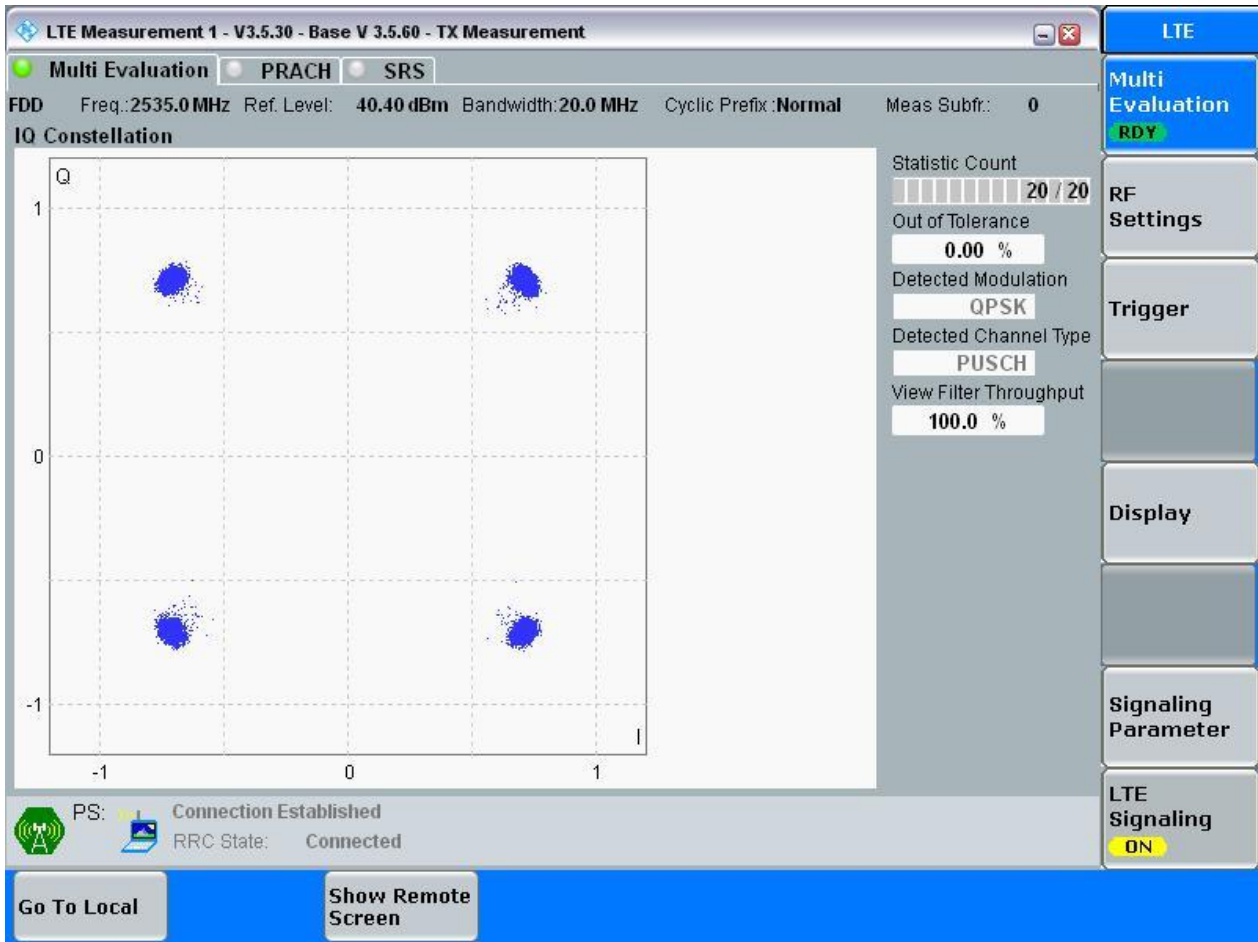 LTE Measurement 1 - V3.5.30 - Base V 3.5.60 - TX Measurement
LTE
Multi Evaluation PRACH SRS
FDD Freq.:2535.0 MHz Ref. Level: 40.40 dBm Bandwidth:20.0 MHz Cyclic Prefix :Normal Meas Subfr.: 0
IQ Constellation
Q
1
0
-1
I
-1 0 1
Statistic Count
20 / 20
Out of Tolerance
0.00 %
Detected Modulation
QPSK
Detected Channel Type
PUSCH
View Filter Throughput
100.0 %
Multi
Evaluation
RDY
RF
Settings
Trigger
Display
Signaling
Parameter
LTE
Signaling
ON
PS: Connection Established
RRC State: Connected
Go To Local
Show Remote
Screen